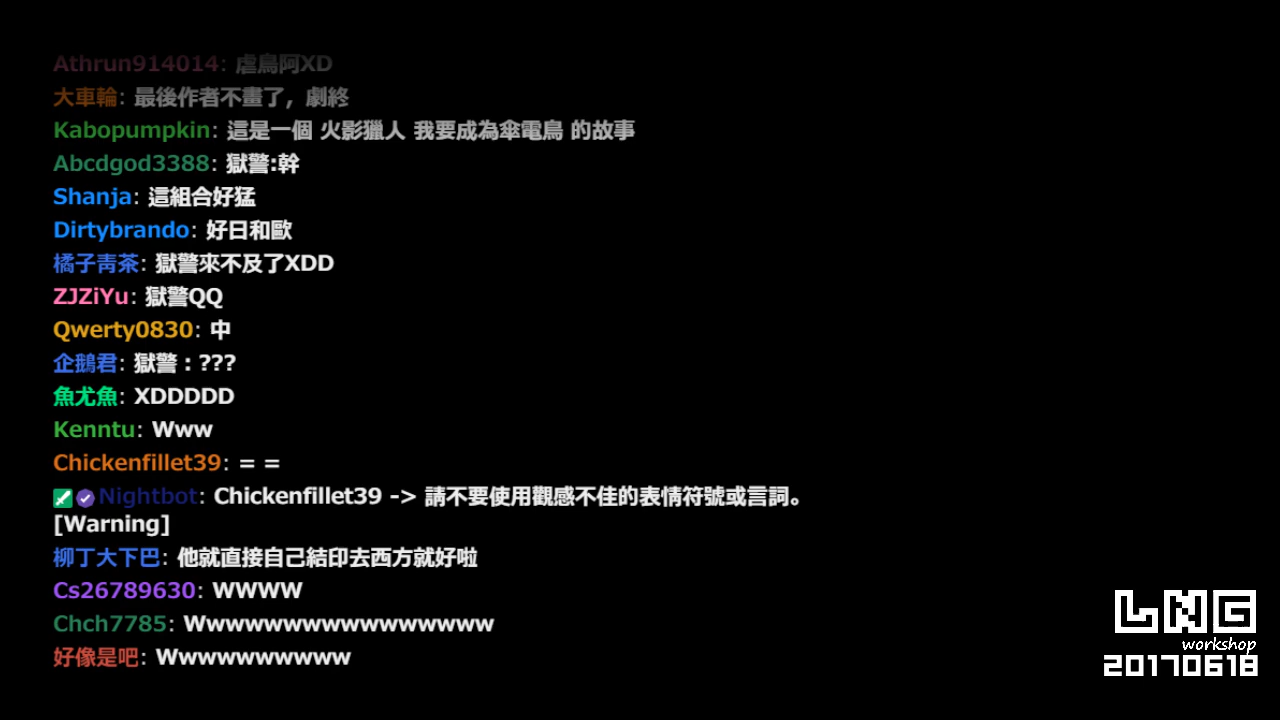 Athrun914014: 虐鳥阿XD
大車輪: 最後作者不畫了，劇終
Kabopumpkin: 這是一個 火影獵人 我要成為傘電鳥 的故事
Abcdgod3388: 獄警:幹
Shanja: 這組合好猛
Dirtybrando: 好日和歐
橘子青茶: 獄警來不及了XDD
ZJZiYu: 獄警QQ
Qwerty0830: 中
企鵝君: 獄警：???
魚尤魚: XDDDDD
Kenntu: Www
Chickenfillet39: = =
Nightbot: Chickenfillet39 -> 請不要使用觀感不佳的表情符號或言詞。
[Warning]
柳丁大下巴: 他就直接自己結印去西方就好啦
Cs26789630: WWWW
Chch7785: Wwwwwwwwwwwwwwww
好像是吧: Wwwwwwwwww
LNG
workshop
20170618